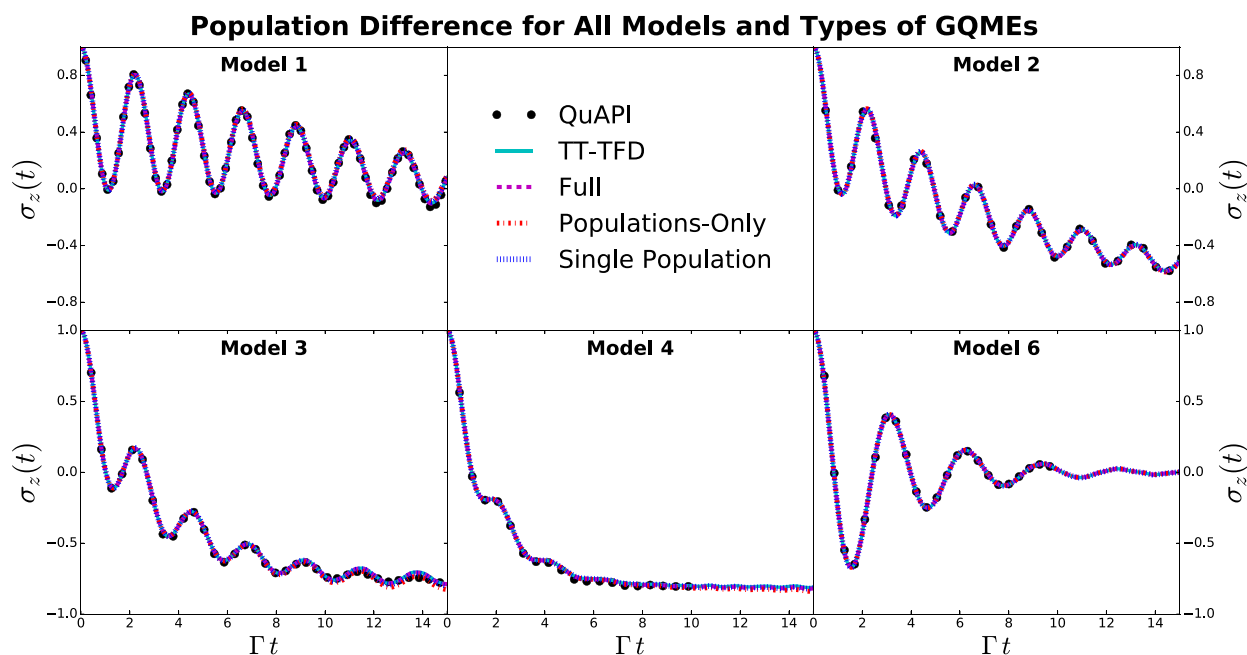 Population Difference for All Models and Types of GQMEs
Model 1
Model 2
0.8
0.4
0.0
−0.4
−0.8
σz(t)
QuAPI
TT-TFD
Full
Populations-Only
Single Population
0.8
0.4
0.0
−0.4
−0.8
σz(t)
Model 3
Model 4
Model 6
1.0
0.5
0.0
−0.5
−1.0
σz(t)
1.0
0.5
0.0
−0.5
−1.0
σz(t)
0 2 4 6 8 10 12 14
0 2 4 6 8 10 12 14
0 2 4 6 8 10 12 14
Γ t
Γ t
Γ t